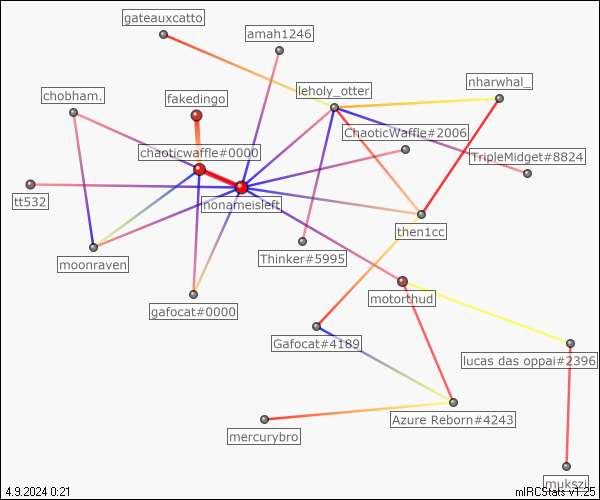 gateauxcatto
amah1246
nharwhal_
leholy_otter
chobham.
fakedingo
ChaoticWaffle#2006
chaoticwaffle#0000
TripleMidget#8824
tt532
nonameisleft
then1cc
moonraven
Thinker#5995
motorthud
gafocat#0000
Gafocat#4189
lucas das oppai#2396
Azure Reborn#4243
mercurybro
mukszi
4.9.2024 0:21
mIRCStats v1.25